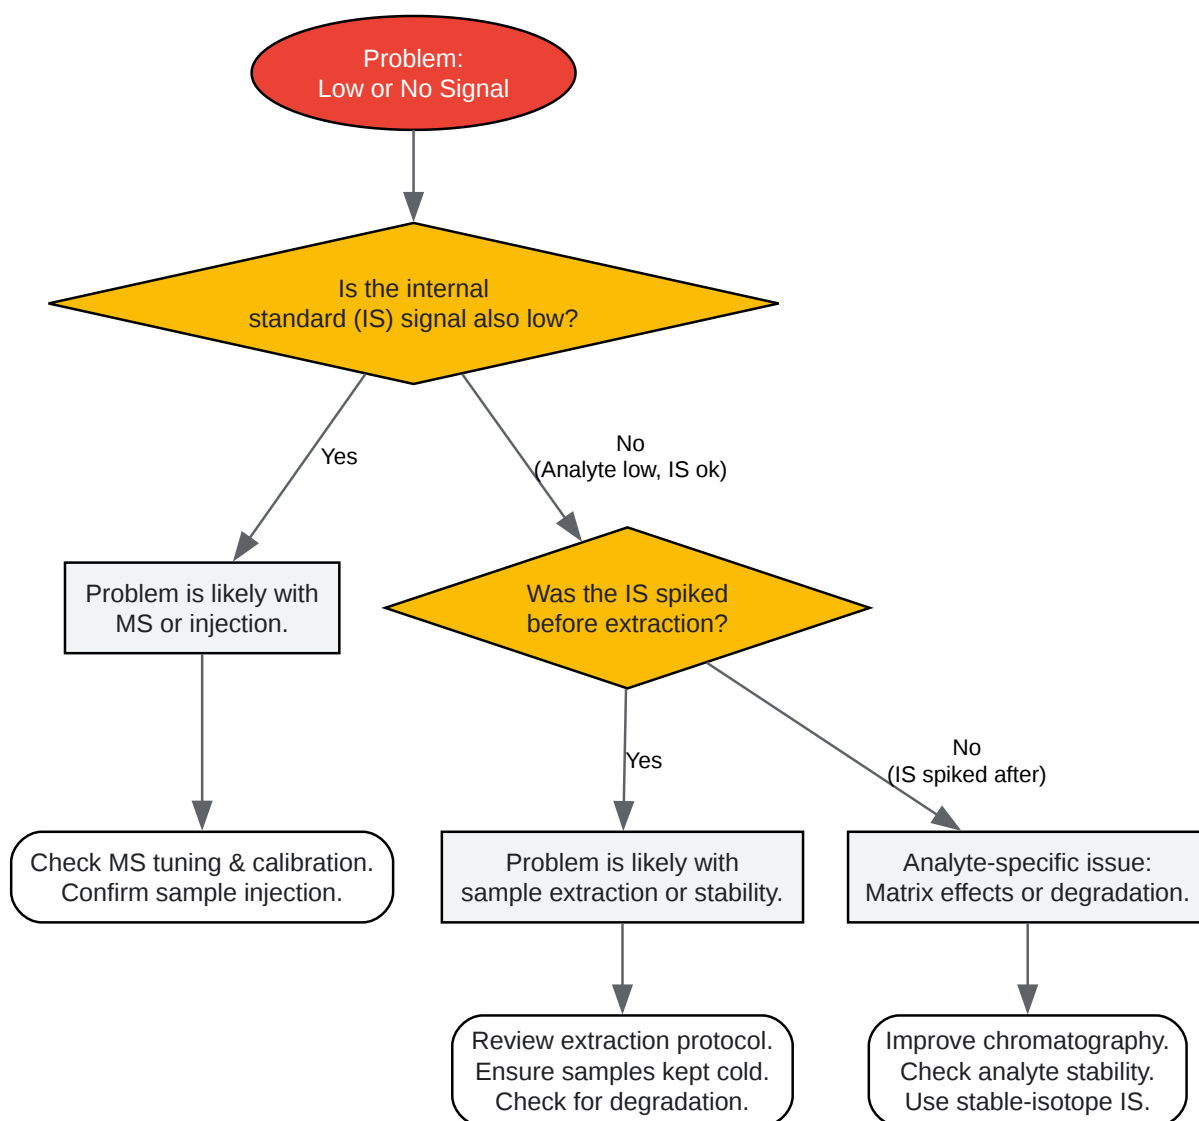 Problem:
Low or No Signal
Is the internal
standard (IS) signal also low?
Yes
No
(Analyte low, IS ok)
Problem is likely with
MS or injection.
Was the IS spiked
before extraction?
Yes
No
(IS spiked after)
Check MS tuning & calibration.
Confirm sample injection.
Problem is likely with
sample extraction or stability.
Analyte-specific issue:
Matrix effects or degradation.
Review extraction protocol.
Ensure samples kept cold.
Check for degradation.
Improve chromatography.
Check analyte stability.
Use stable-isotope IS.